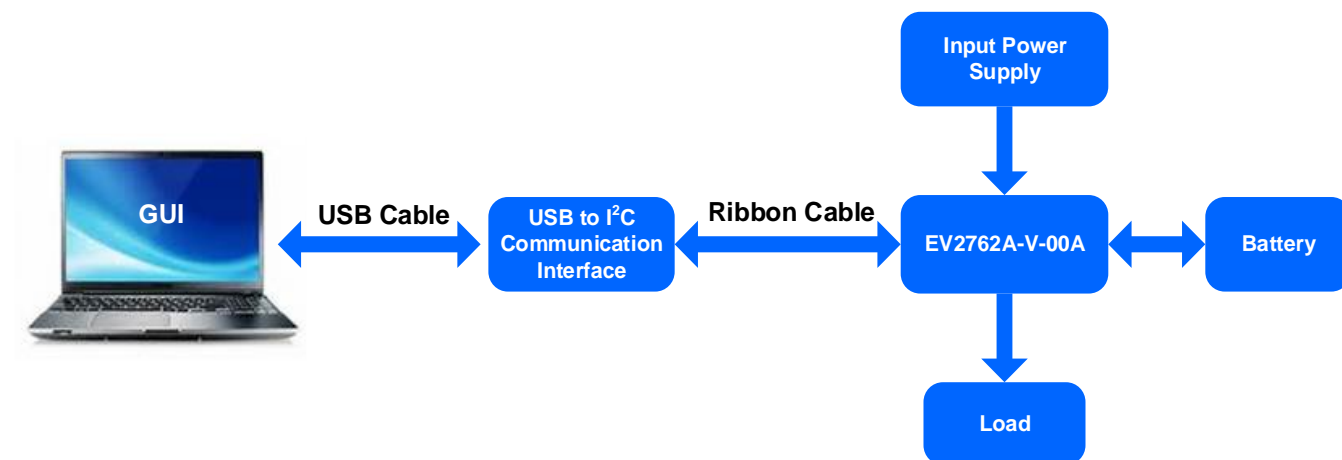 Input Power
Supply
GUI
USB Cable
USB to I²C
Communication
Interface
Ribbon Cable
EV2762A-V-00A
Battery
Load